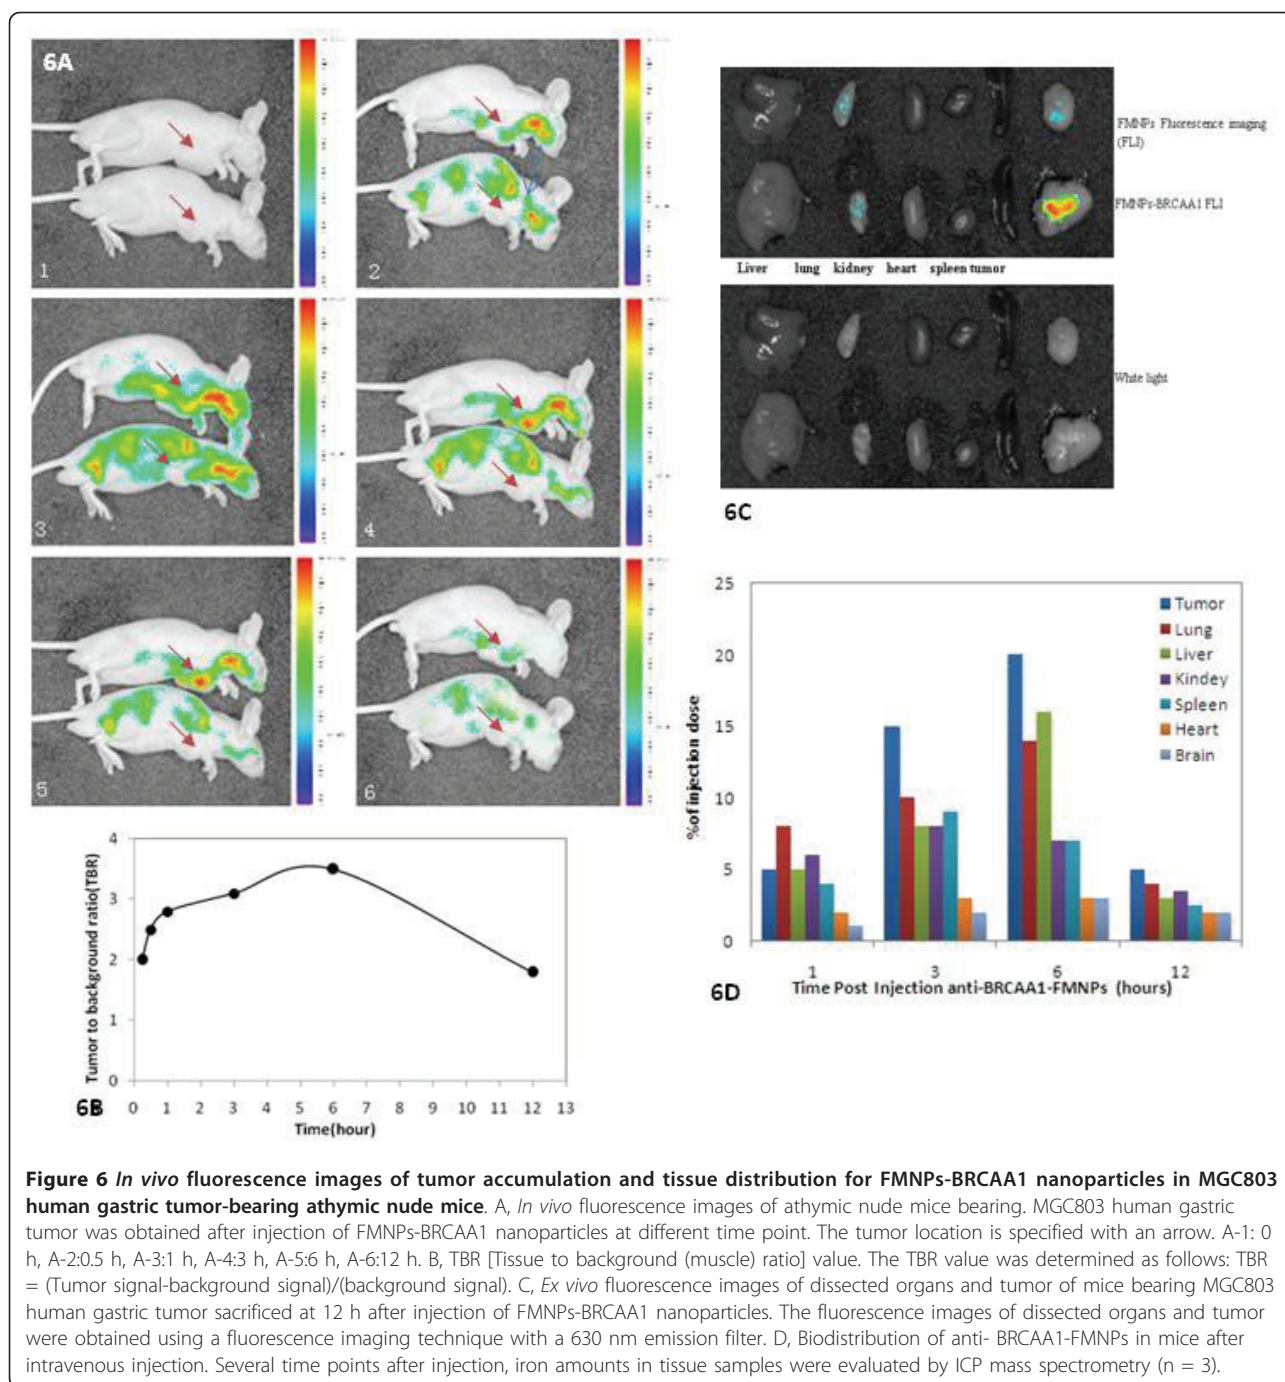 6A
1
2
3
4
5
6
FMNPs Fluorescence imaging
(FLI)
FMNPs-BRCAA1 FLI
Liver lung kidney heart spleen tumor
White light
6C
4
3
2
1
0
Tumor to background ratio(TBR)
0 1 2 3 4 5 6 7 8 9 10 11 12 13
Time(hour)
6B
25
20
15
10
5
0
%of injection dose
Tumor
Lung
Liver
Kindey
Spleen
Heart
Brain
1 3 6 12
Time Post Injection anti-BRCAA1-FMNPs (hours)
6D
Figure 6 In vivo fluorescence images of tumor accumulation and tissue distribution for FMNPs-BRCAA1 nanoparticles in MGC803
human gastric tumor-bearing athymic nude mice. A, In vivo fluorescence images of athymic nude mice bearing. MGC803 human gastric
tumor was obtained after injection of FMNPs-BRCAA1 nanoparticles at different time point. The tumor location is specified with an arrow. A-1: 0
h, A-2:0.5 h, A-3:1 h, A-4:3 h, A-5:6 h, A-6:12 h. B, TBR [Tissue to background (muscle) ratio] value. The TBR value was determined as follows: TBR
= (Tumor signal-background signal)/(background signal). C, Ex vivo fluorescence images of dissected organs and tumor of mice bearing MGC803
human gastric tumor sacrificed at 12 h after injection of FMNPs-BRCAA1 nanoparticles. The fluorescence images of dissected organs and tumor
were obtained using a fluorescence imaging technique with a 630 nm emission filter. D, Biodistribution of anti- BRCAA1-FMNPs in mice after
intravenous injection. Several time points after injection, iron amounts in tissue samples were evaluated by ICP mass spectrometry (n = 3).